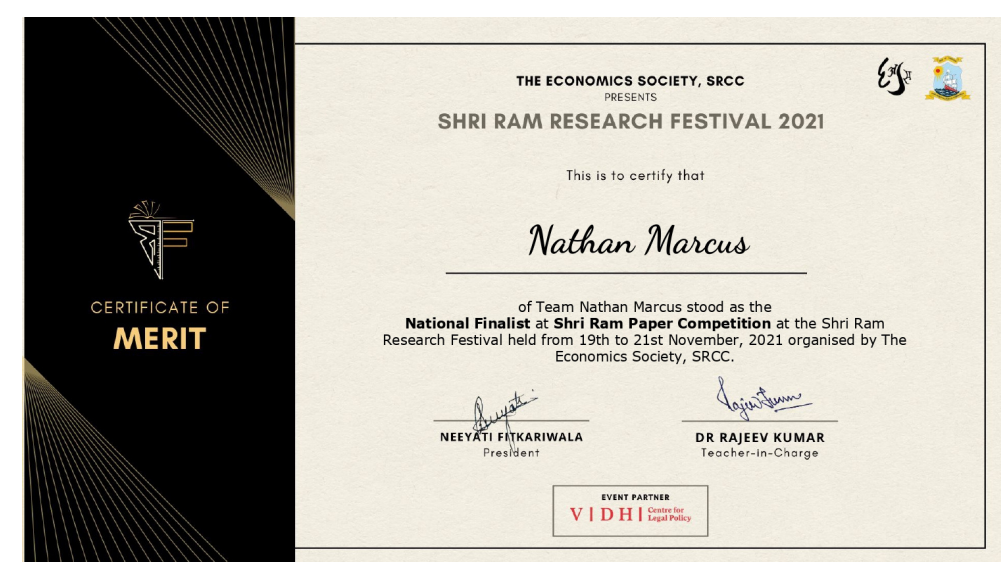 THE ECONOMICS SOCIETY, SRCC
PRESENTS
SHRI RAM RESEARCH FESTIVAL 2021
This is to certify that
Nathan Marcus
CERTIFICATE OF
MERIT
of Team Nathan Marcus stood as the
National Finalist at Shri Ram Paper Competition at the Shri Ram
Research Festival held from 19th to 21st November, 2021 organised by The
Economics Society, SRCC.
NEEYATI FITKARIWALA
President
DR RAJEEV KUMAR
Teacher-in-Charge
EVENT PARTNER
V | D H | Centre for
Legal Policy